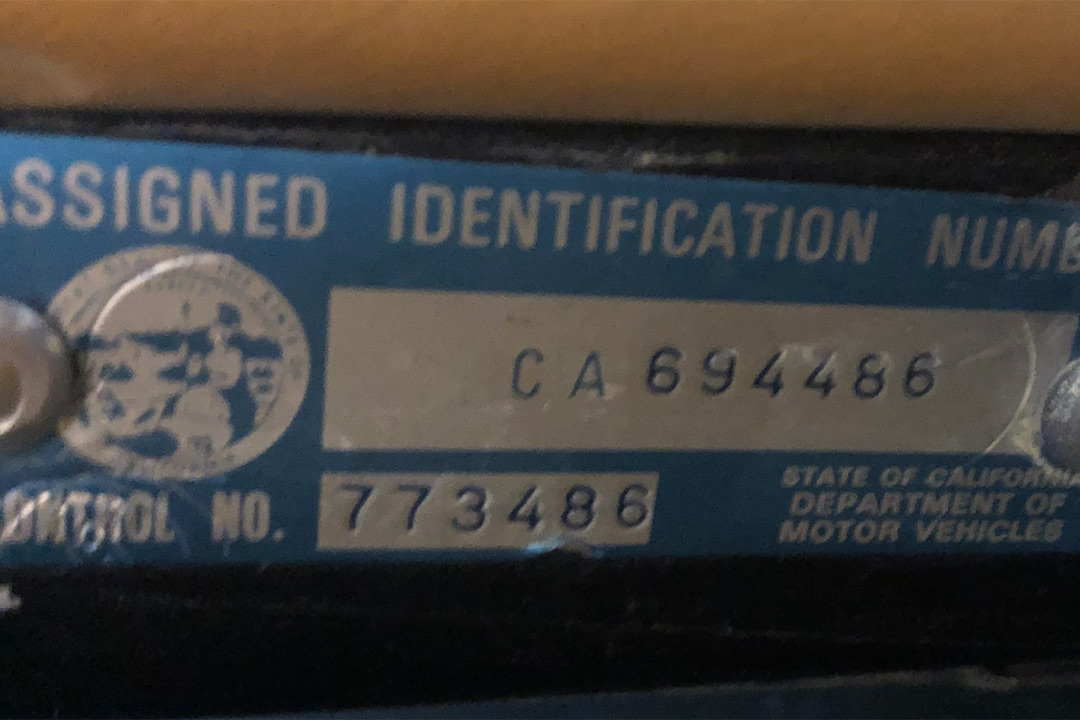 ASSIGNED IDENTIFICATION NUMB
CA694486
CONTROL NO. 773486
STATE OF CALIFORNIA
DEPARTMENT OF
MOTOR VEHICLES